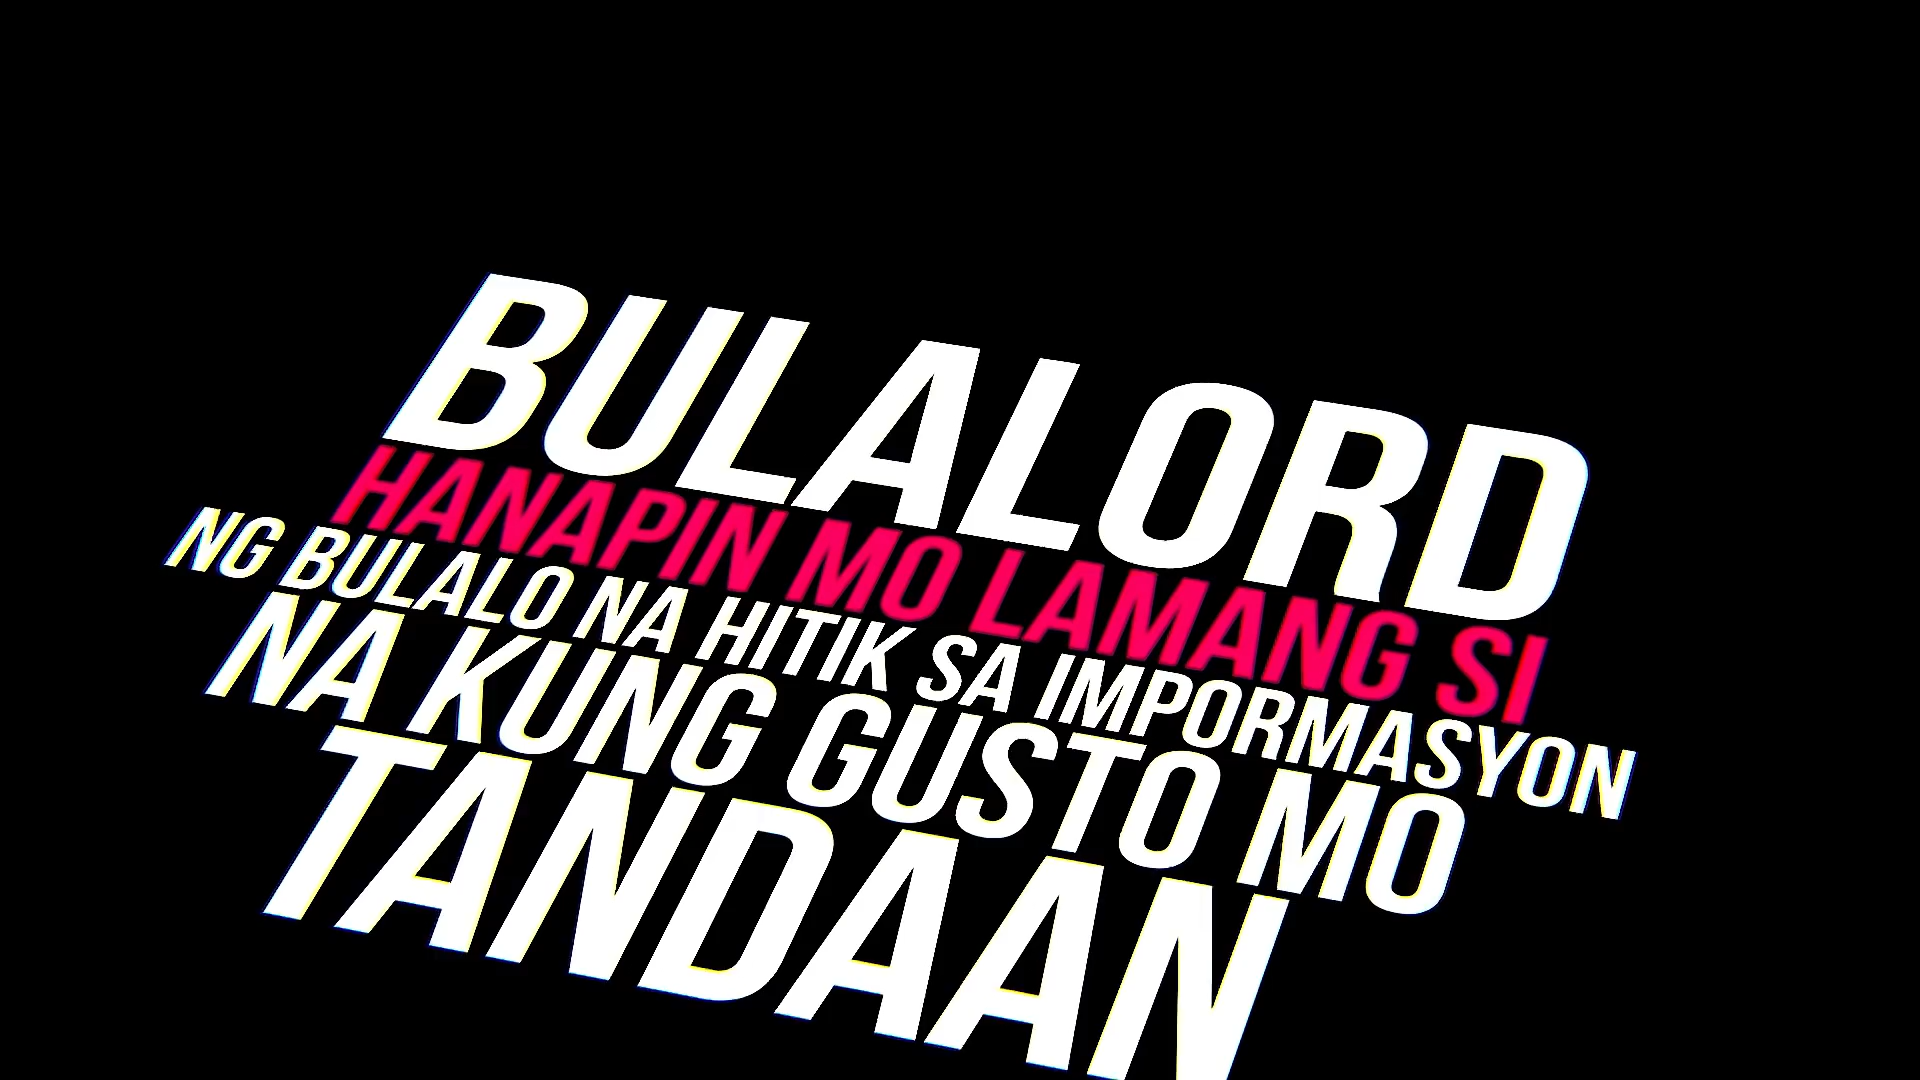 BULALORD
HANAPIN MO LAMANG SI
NG BULALO NA HITIK SA IMPORMASYON
NA KUNG GUSTO MO
TANDAAN